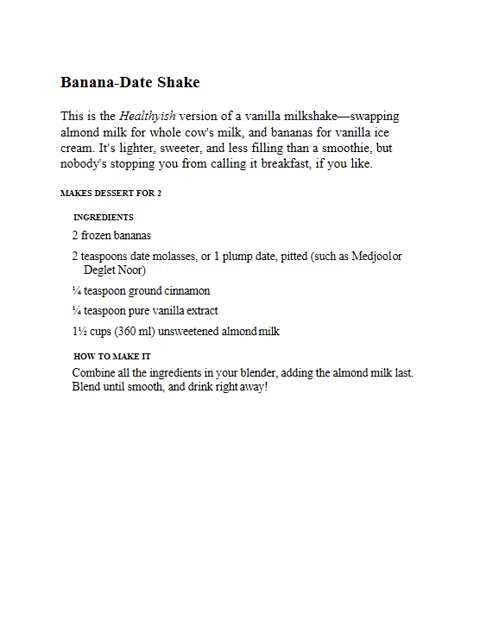 Banana-Date Shake
This is the Healthyish version of a vanilla milkshake—swapping
almond milk for whole cow's milk, and bananas for vanilla ice
cream. It's lighter, sweeter, and less filling than a smoothie, but
nobody's stopping you from calling it breakfast, if you like.
MAKES DESSERT FOR 2
INGREDIENTS
2 frozen bananas
2 teaspoons date molasses, or 1 plump date, pitted (such as Medjool or
Deglet Noor)
¼ teaspoon ground cinnamon
¼ teaspoon pure vanilla extract
1½ cups (360 ml) unsweetened almond milk
HOW TO MAKE IT
Combine all the ingredients in your blender, adding the almond milk last.
Blend until smooth, and drink right away!